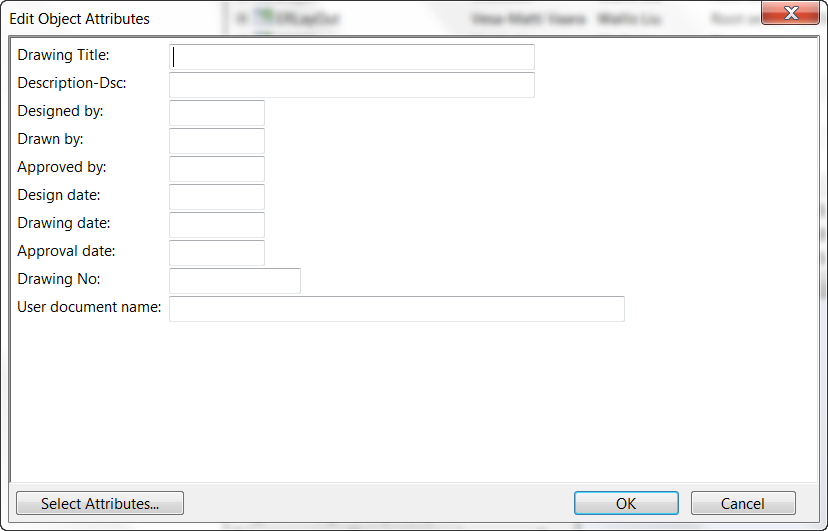 Edit Object Attributes
Drawing Title:
Description-Dsc:
Designed by:
Drawn by:
Approved by:
Design date:
Drawing date:
Approval date:
Drawing No:
User document name:
Select Attributes...
OK
Cancel